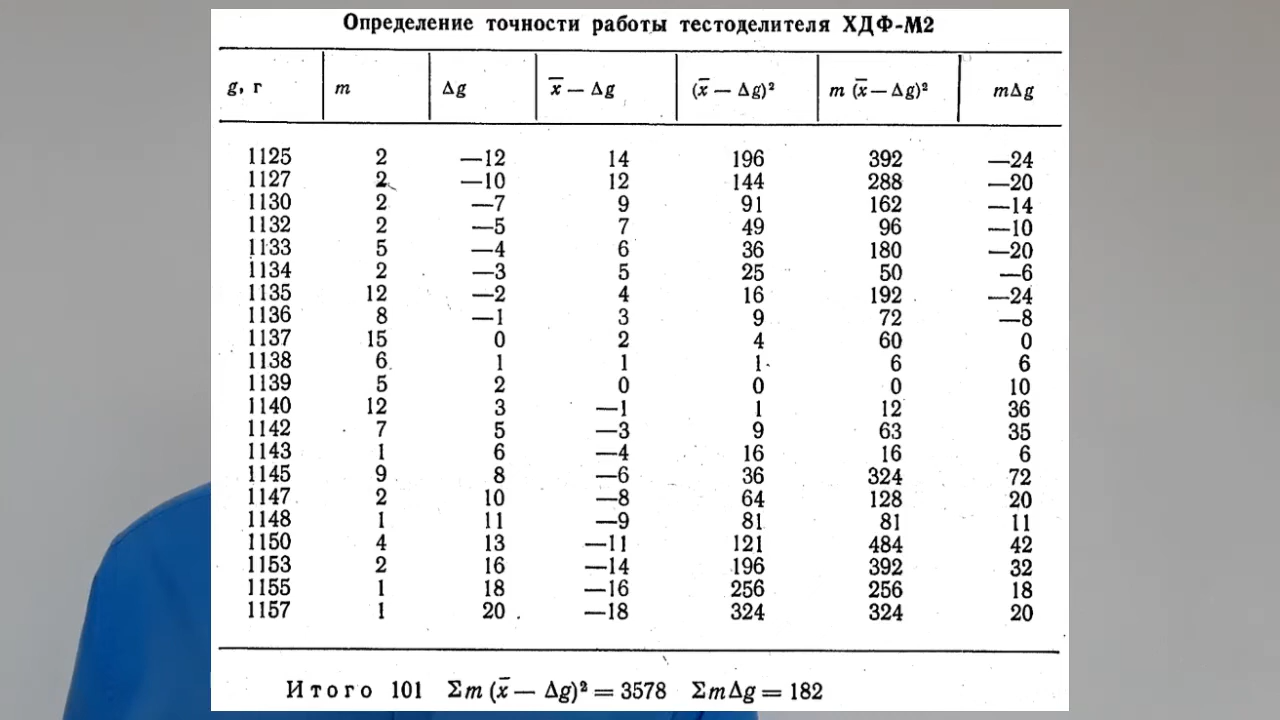 Определение точности работы тестоделителя ХДФ-М2
g, г m Δg x̅ — Δg (x̅ — Δg)² m (x̅ — Δg)² mΔg
1125 2 —12 14 196 392 —24
1127 2 —10 12 144 288 —20
1130 2 —7 9 91 162 —14
1132 2 —5 7 49 96 —10
1133 5 —4 6 36 180 —20
1134 2 —3 5 25 50 —6
1135 12 —2 4 16 192 —24
1136 8 —1 3 9 72 —8
1137 15 0 2 4 60 0
1138 6 1 1 1 6 6
1139 5 2 0 0 0 10
1140 12 3 —1 1 12 36
1142 7 5 —3 9 63 35
1143 1 6 —4 16 16 6
1145 9 8 —6 36 324 72
1147 2 10 —8 64 128 20
1148 1 11 —9 81 81 11
1150 4 13 —11 121 484 42
1153 2 16 —14 196 392 32
1155 1 18 —16 256 256 18
1157 1 20 —18 324 324 20
Итого 101 Σm (x̅ — Δg)² = 3578 ΣmΔg = 182